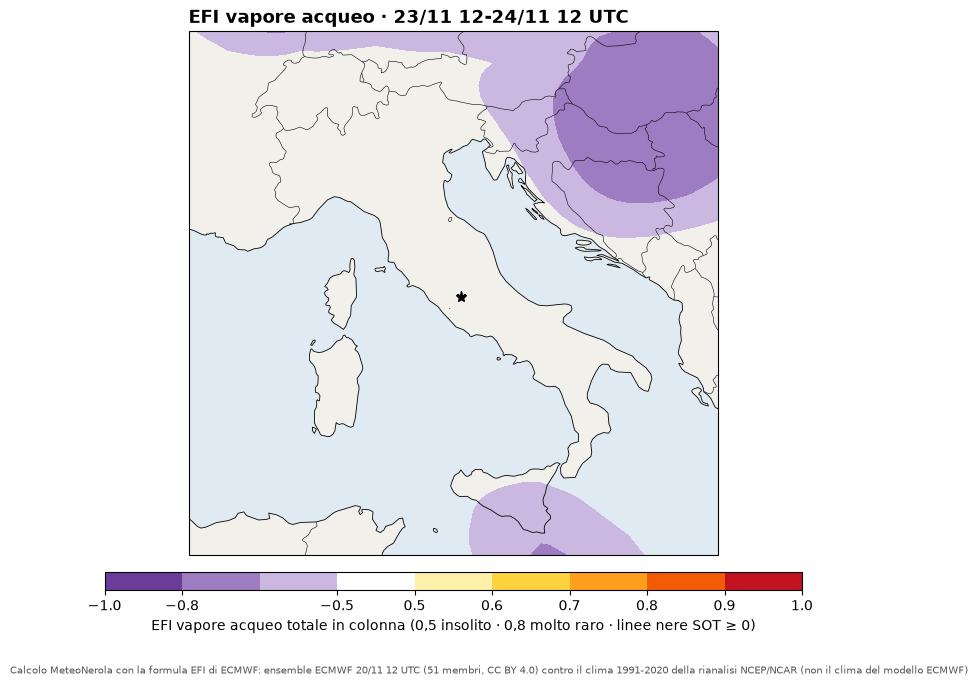 EFI vapore acqueo · 23/11 12-24/11 12 UTC
−1.0 −0.8 −0.5 0.5 0.6 0.7 0.8 0.9 1.0
EFI vapore acqueo totale in colonna (0,5 insolito · 0,8 molto raro · linee nere SOT ≥ 0)
Calcolo MeteoNerola con la formula EFI di ECMWF: ensemble ECMWF 20/11 12 UTC (51 membri, CC BY 4.0) contro il clima 1991-2020 della rianalisi NCEP/NCAR (non il clima del modello ECMWF)